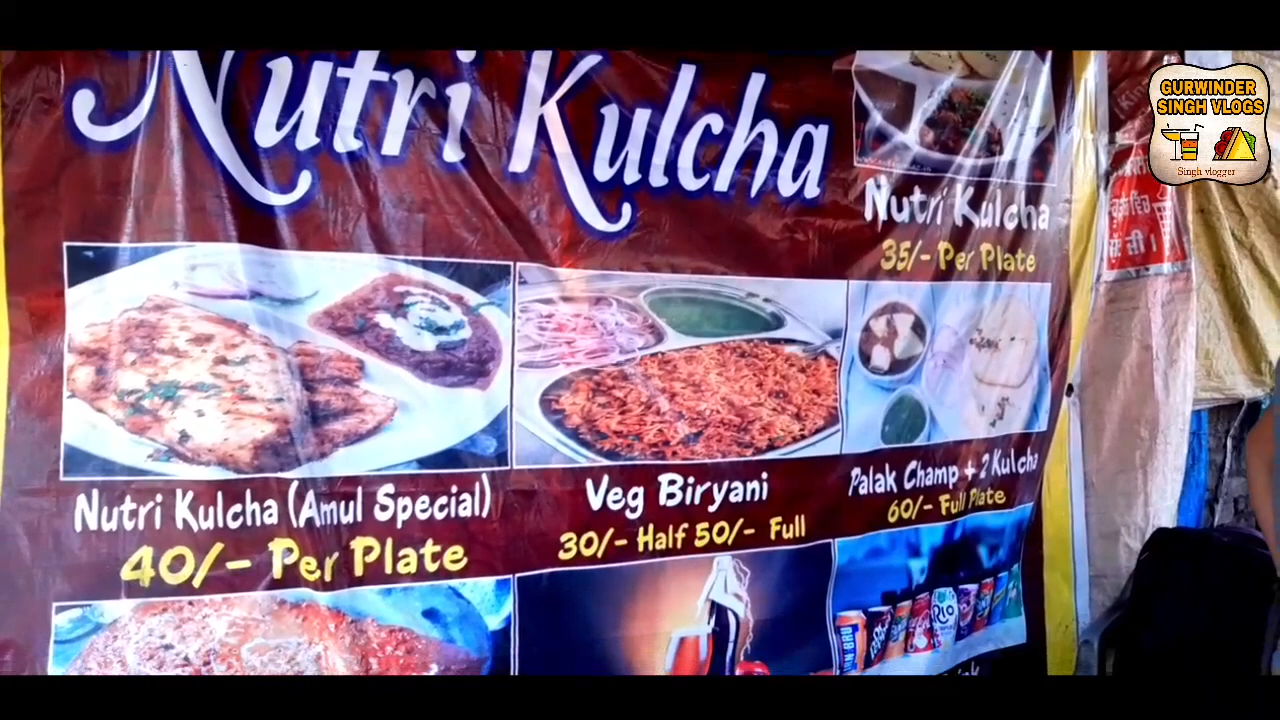 Nutri Kulcha
Nutri Kulcha
35/- Per Plate
Nutri Kulcha (Amul Special)
40/- Per Plate
Veg Biryani
30/- Half 50/- Full
Palak Champ + 2 Kulcha
60/- Full Plate
RIO
GURWINDER
SINGH VLOGS
Singh vlogger